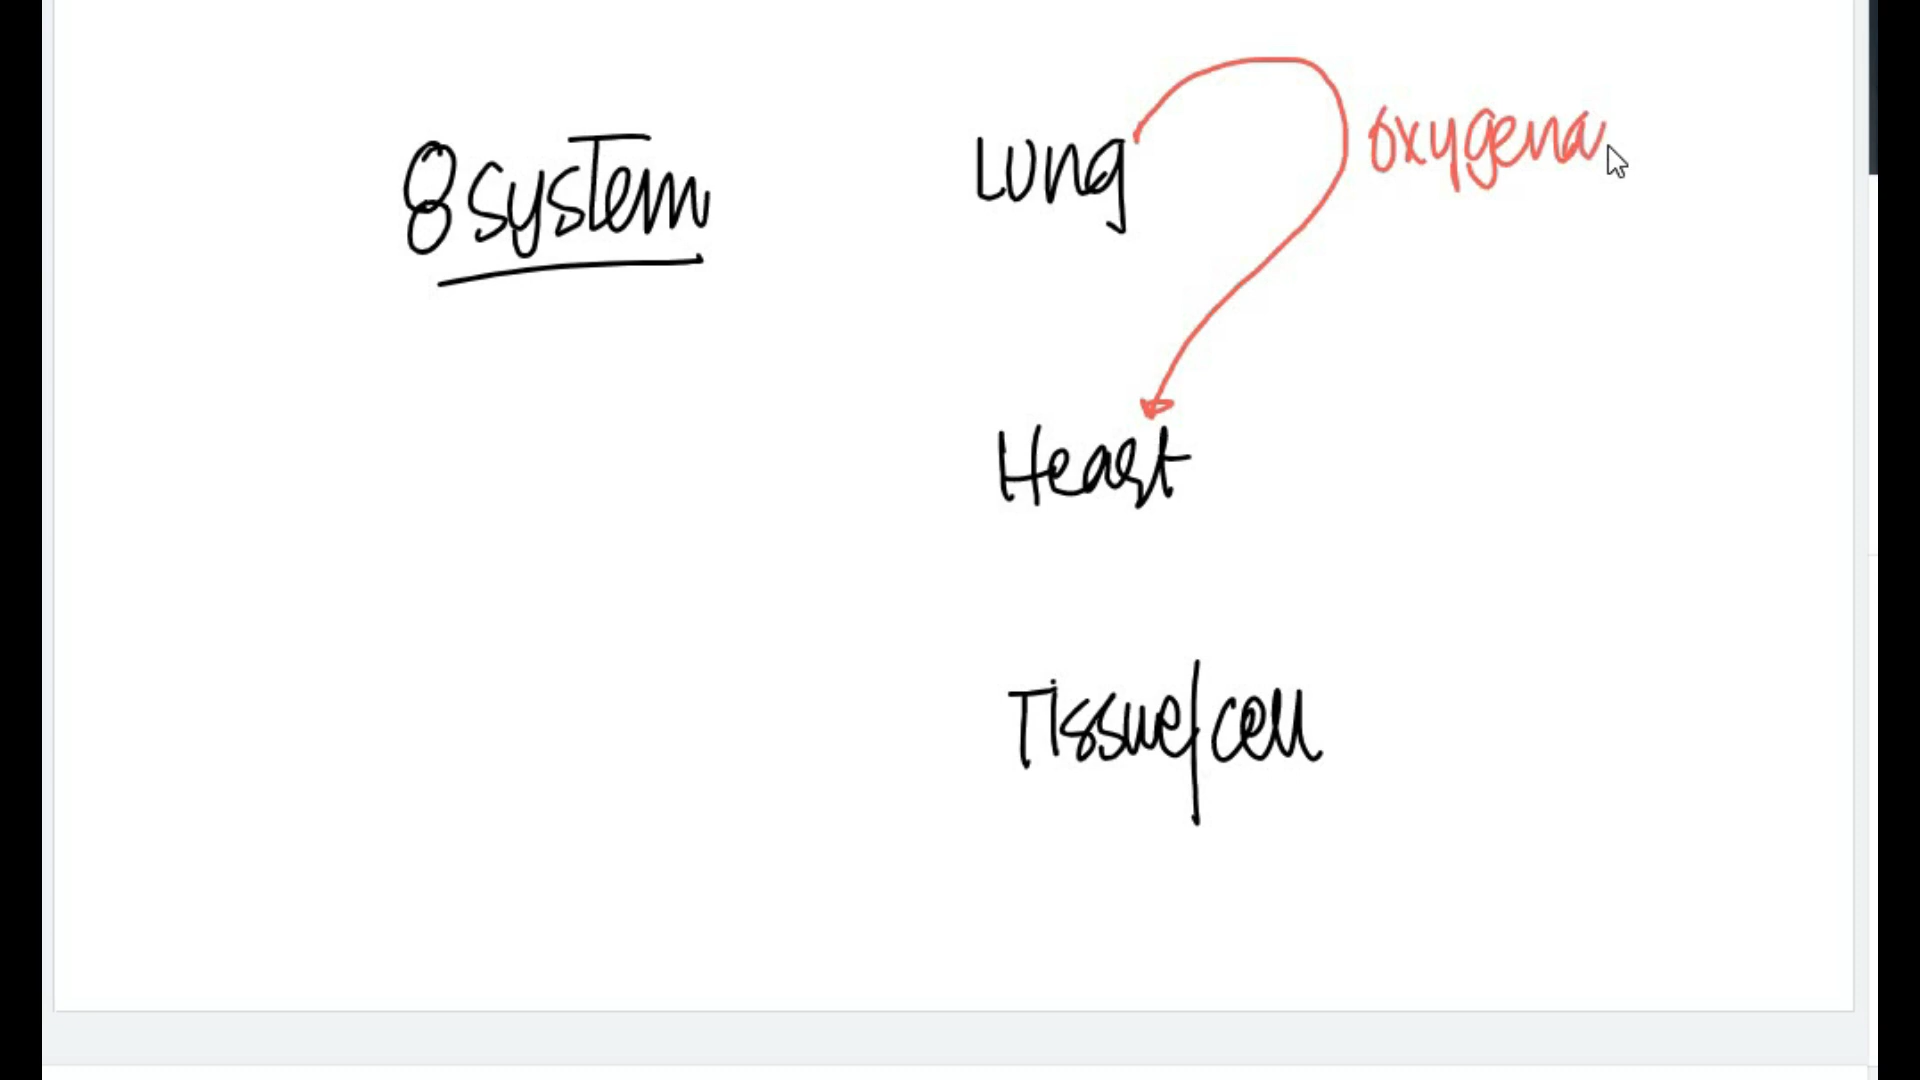 8 system
Lung
oxygena
Heart
Tissue/cell